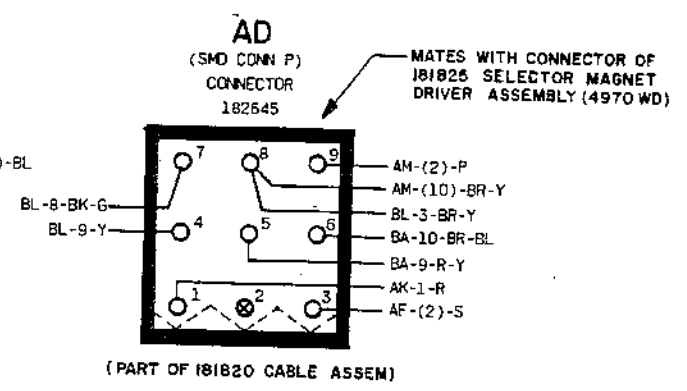 AD
(SMD CONN P)
CONNECTOR
182645
MATES WITH CONNECTOR OF
181825 SELECTOR MAGNET
DRIVER ASSEMBLY (4970 WD)
)-BL
7
8
9
AM-(2)-P
AM-(10)-BR-Y
BL-8-BK-G
BL-3-BR-Y
BL-9-Y
4
5
6
BA-10-BR-BL
BA-9-R-Y
AK-1-R
1
2
3
AF-(2)-S
(PART OF 181820 CABLE ASSEM)